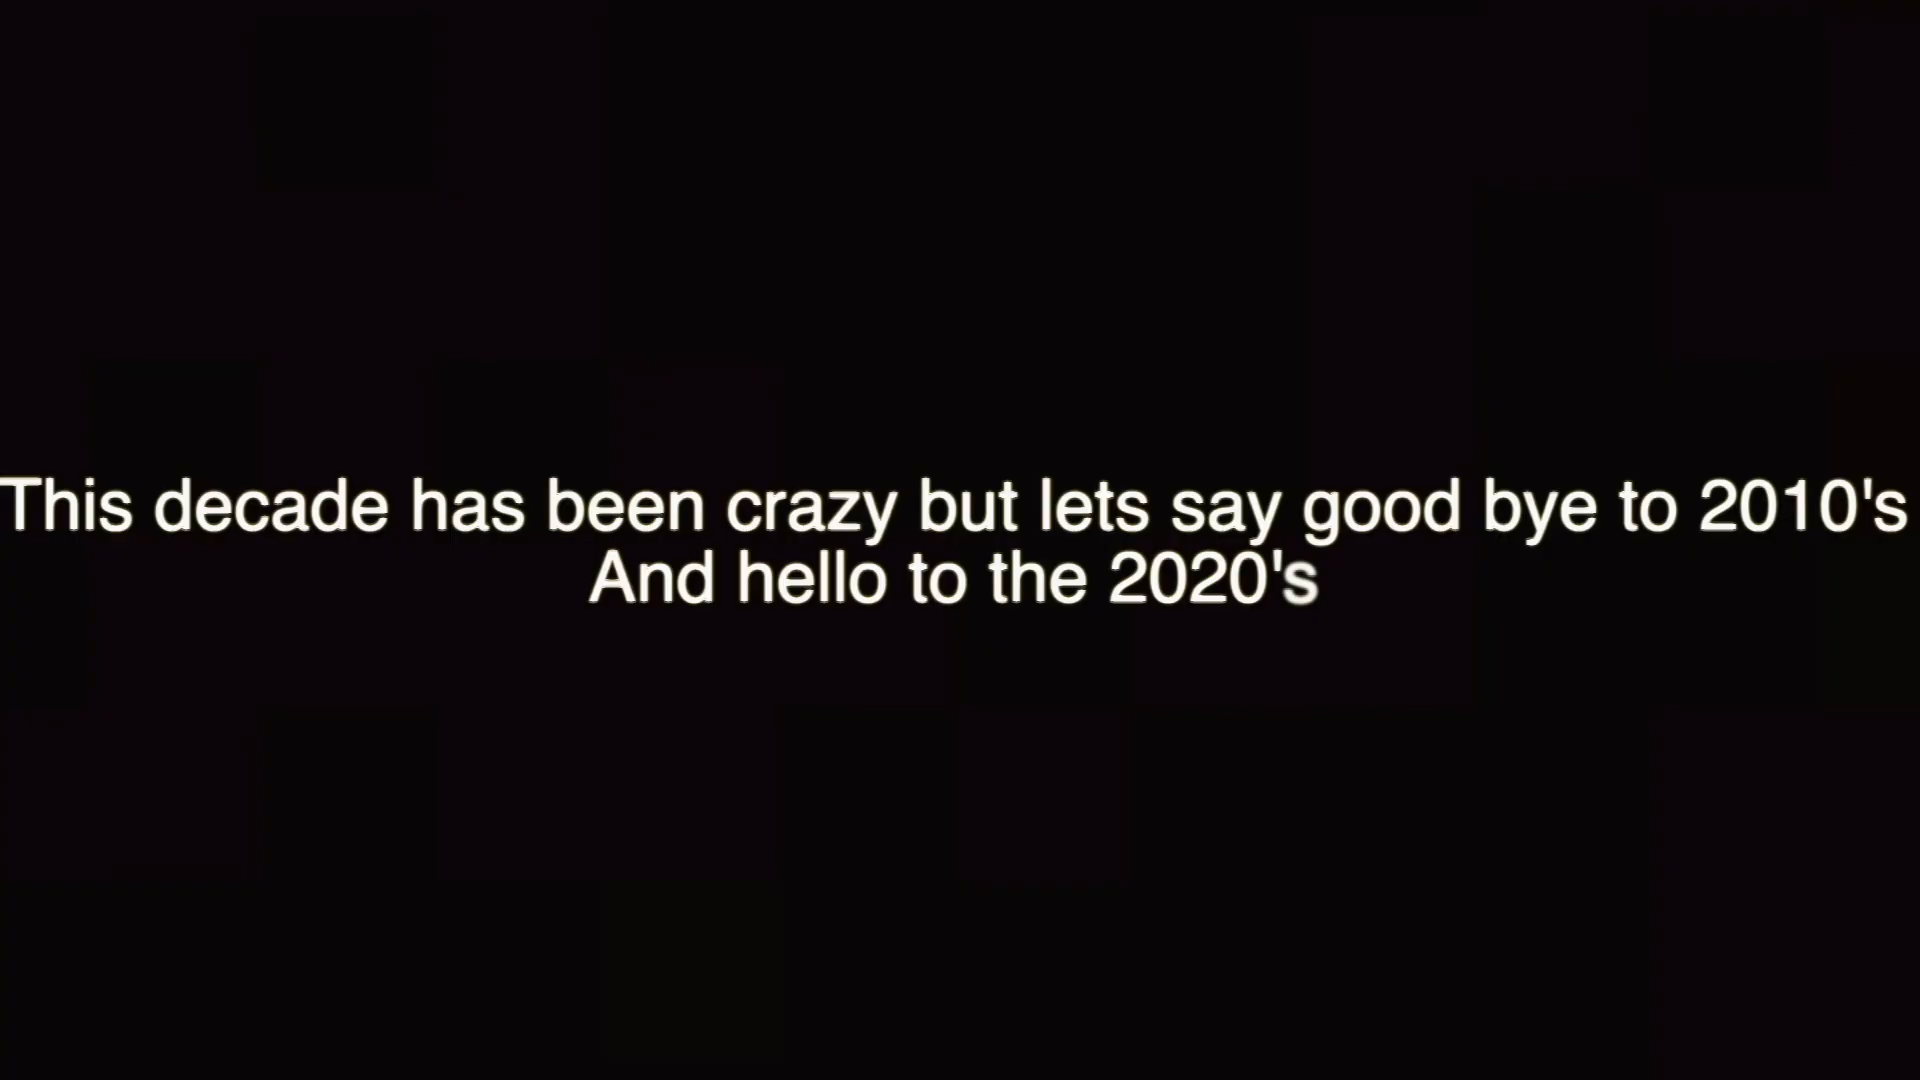 This decade has been crazy but lets say good bye to 2010's
And hello to the 2020's